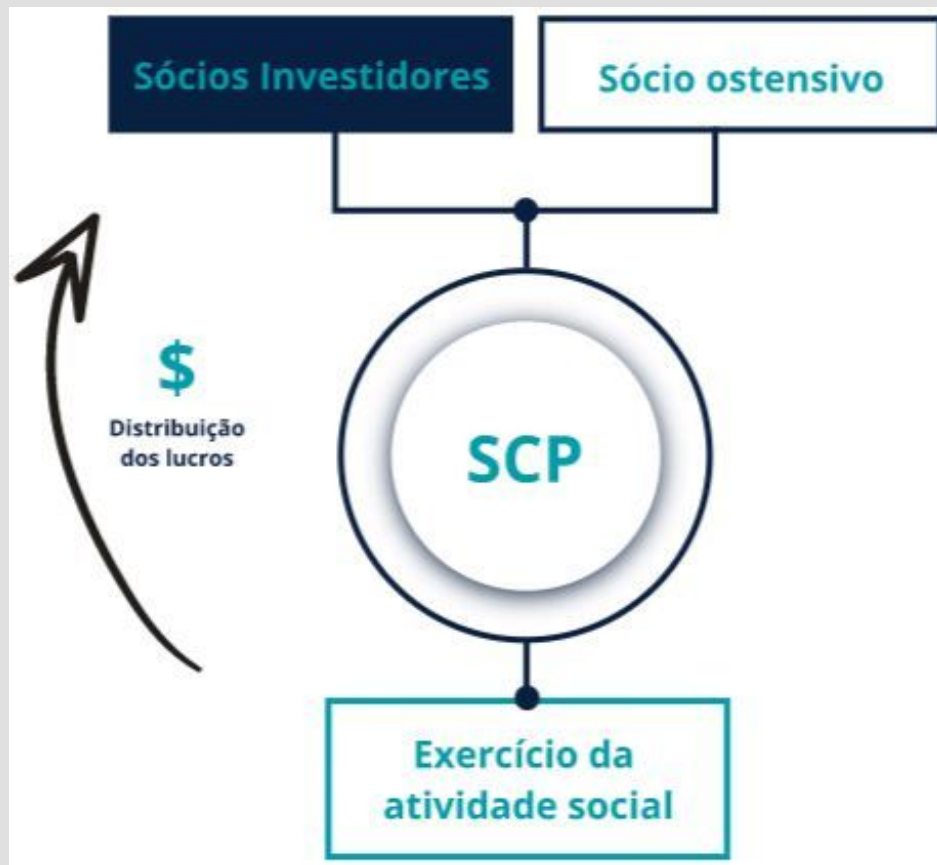 Sócios Investidores
Sócio ostensivo
$
Distribuição
dos lucros
SCP
Exercício da
atividade social